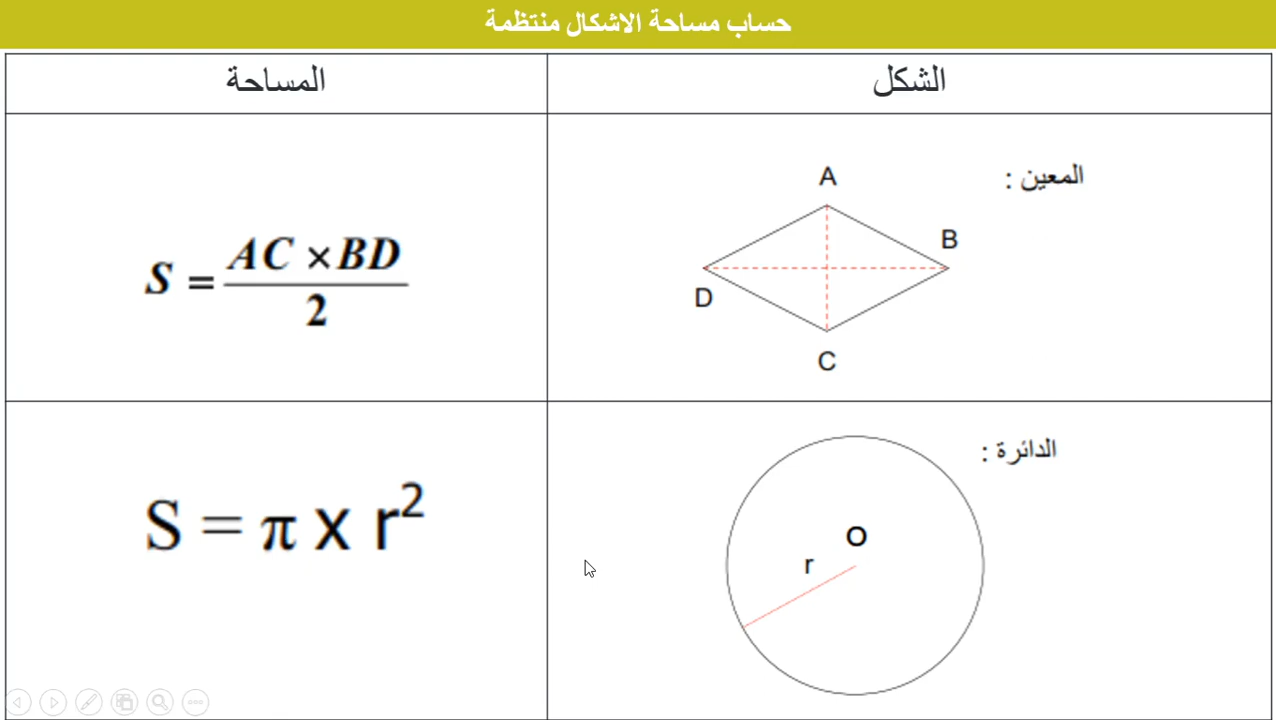 حساب مساحة الاشكال منتظمة
الشكل
المساحة
المعين :
A
B
D
C
S = AC × BD / 2
الدائرة :
O
r
S = π x r²